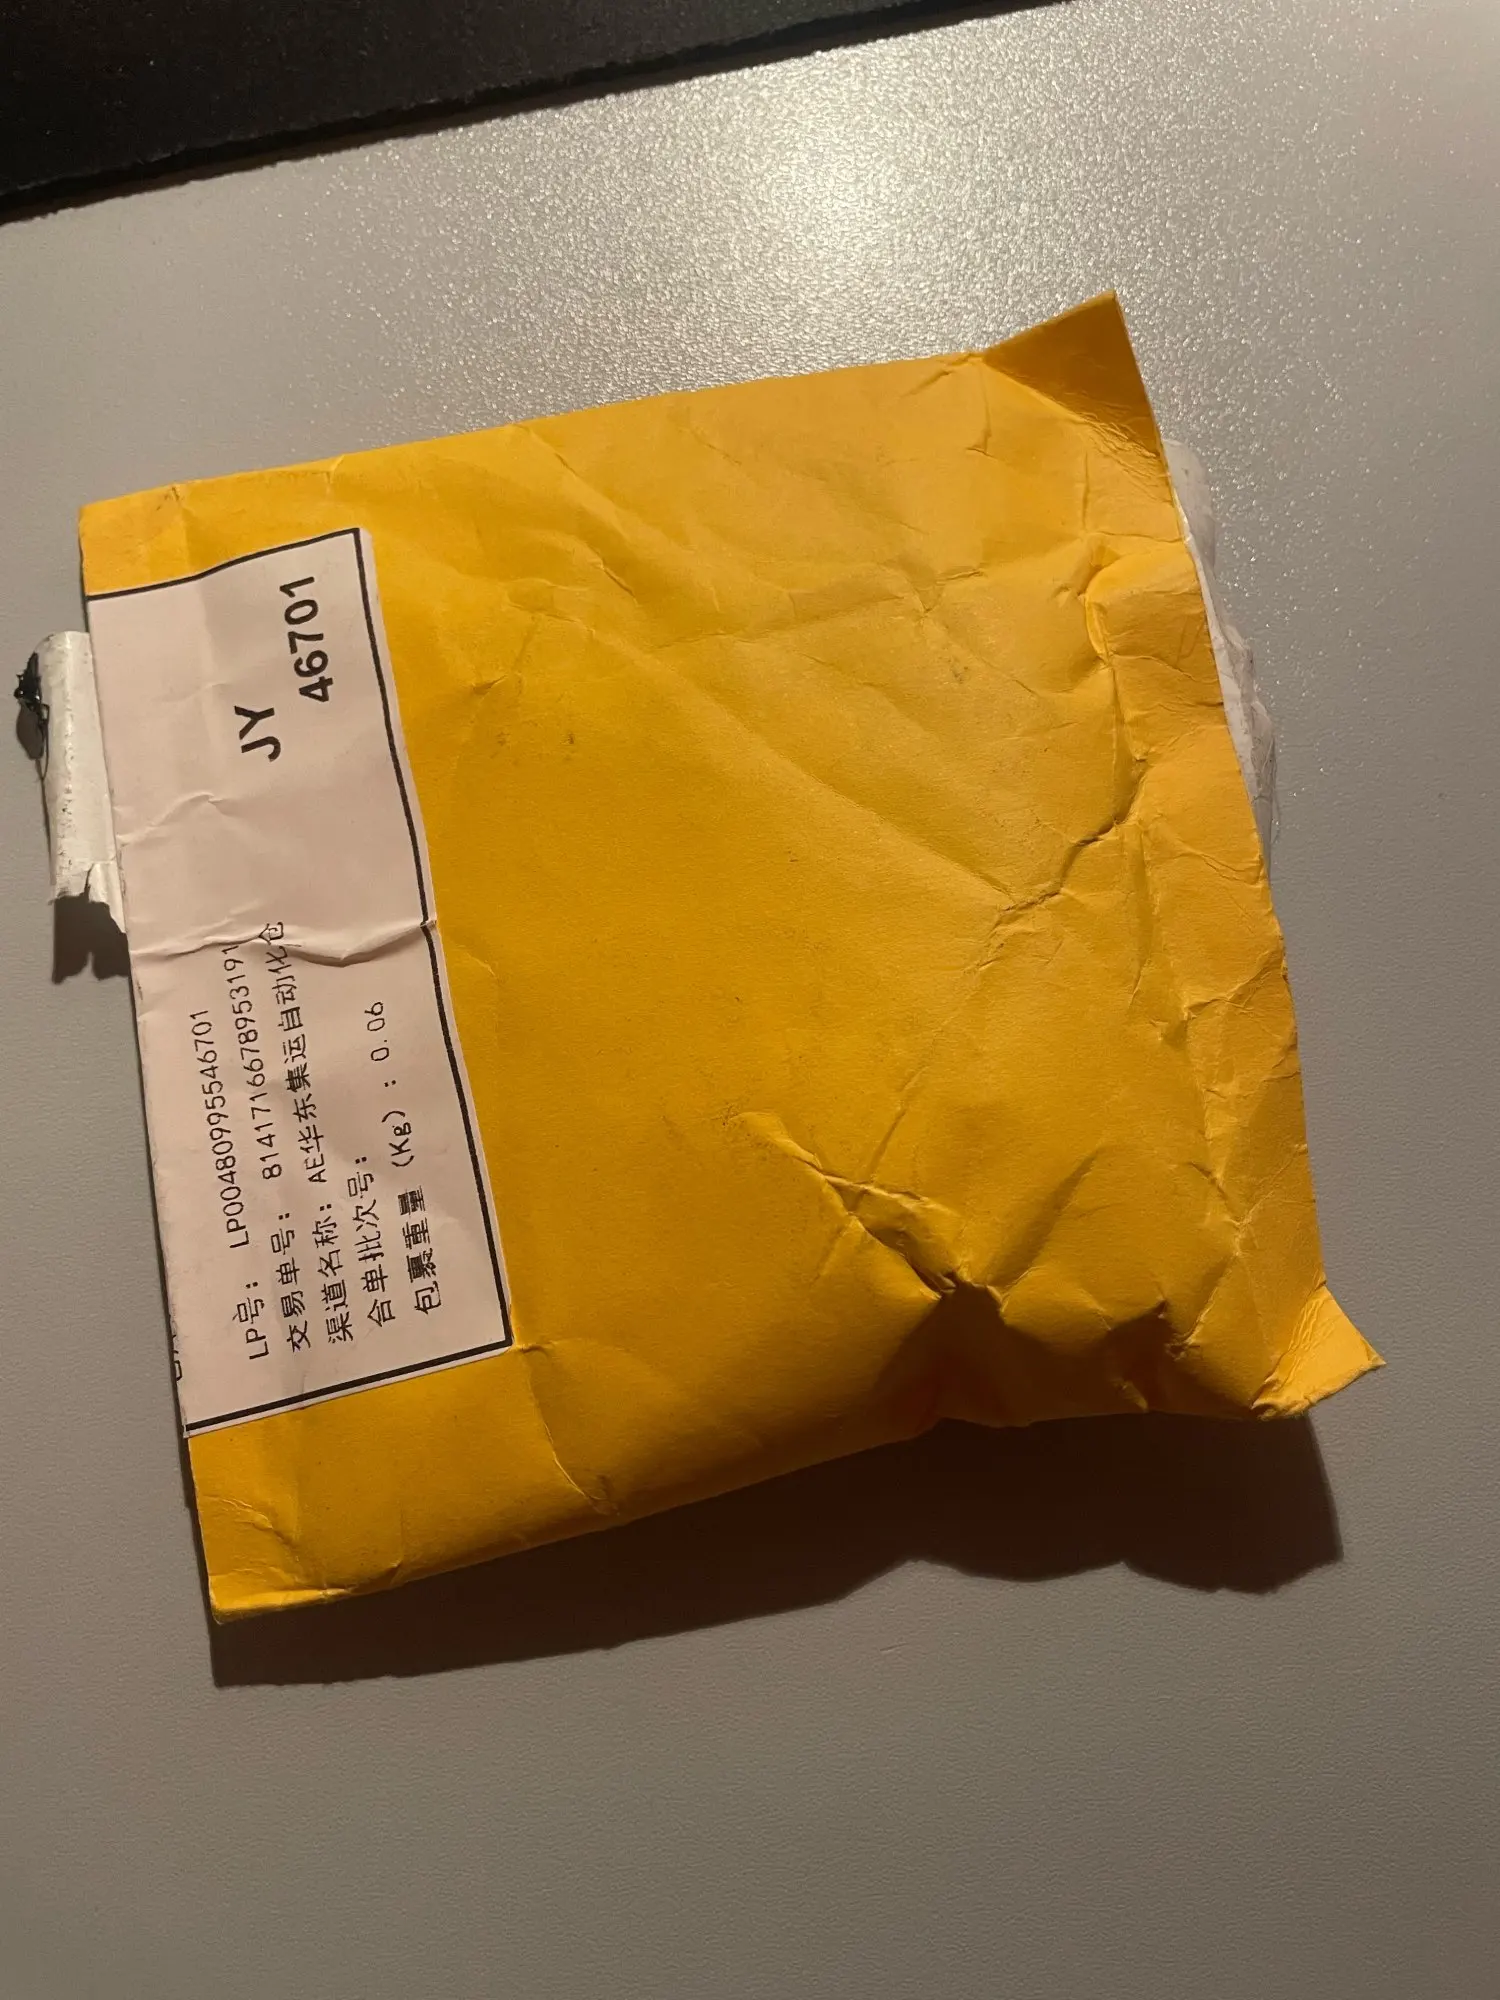 JY
46701
LP号: LP00480995546701
交易单号: 8141716678953191
渠道名称: AE华东集运自动化仓
合单批次号:
包裹重量 (Kg) : 0.06